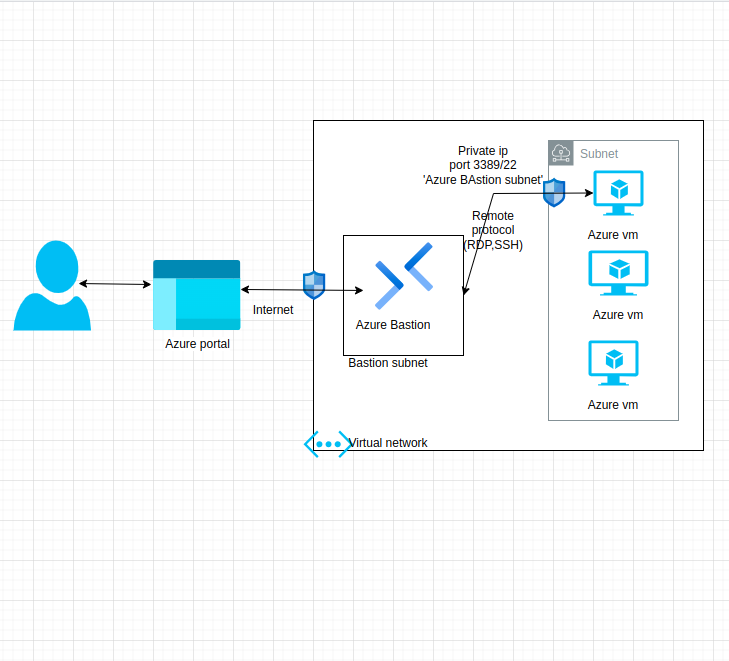 Private ip
port 3389/22
'Azure BAstion subnet'
Subnet
Remote
protocol
(RDP,SSH)
Azure vm
Azure vm
Azure vm
Internet
Azure portal
Azure Bastion
Bastion subnet
Virtual network